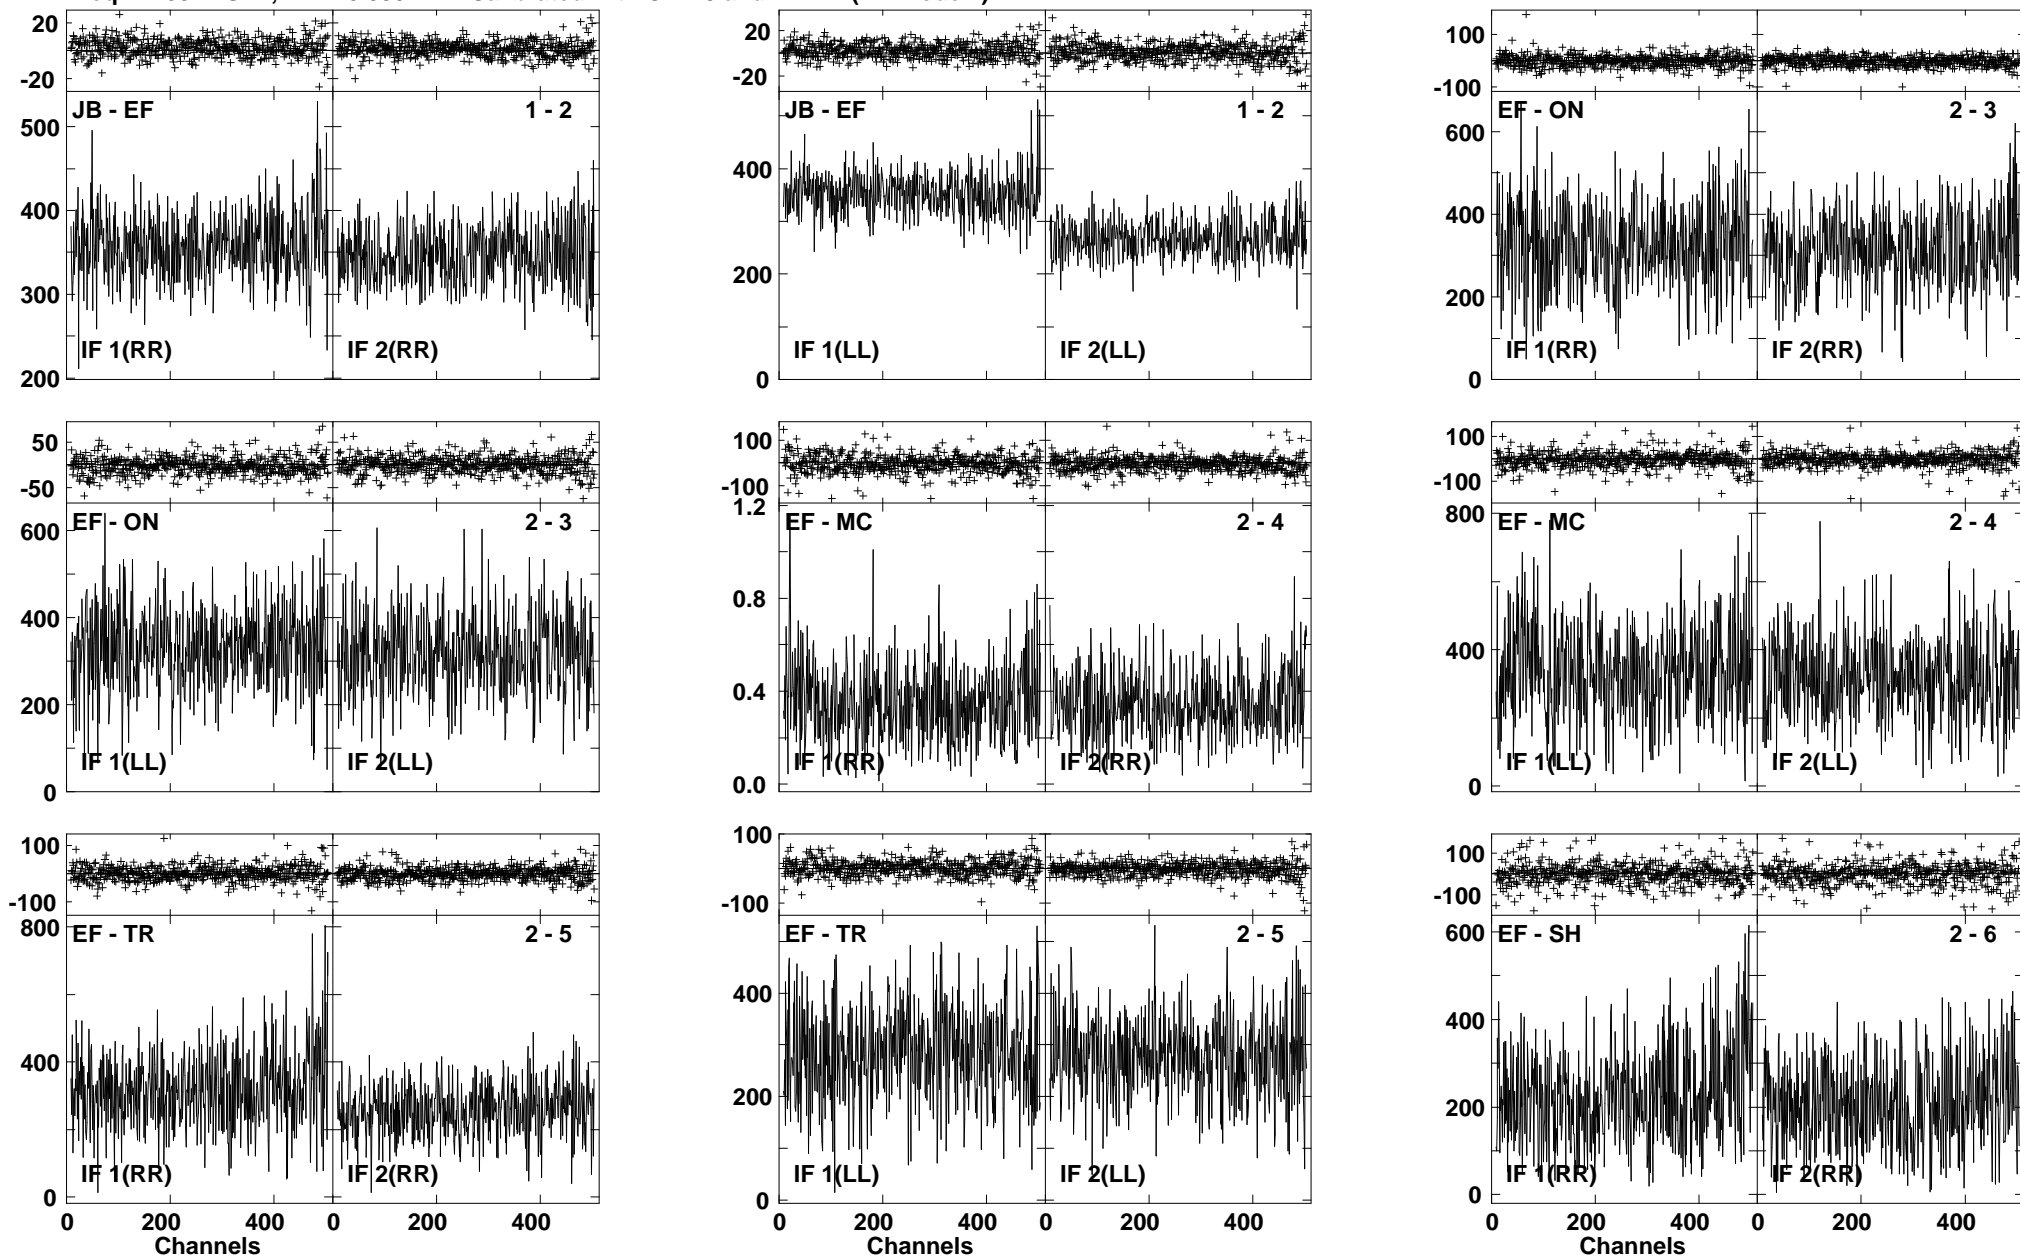 20
-20
JB - EF
1 - 2
500
400
300
200
IF 1(RR)
IF 2(RR)
20
-20
JB - EF
1 - 2
400
200
0
IF 1(LL)
IF 2(LL)
100
-100
EF - ON
2 - 3
600
400
200
0
IF 1(RR)
IF 2(RR)
50
-50
EF - ON
2 - 3
600
400
200
0
IF 1(LL)
IF 2(LL)
100
-100
1.2
EF - MC
2 - 4
0.8
0.4
0.0
IF 1(RR)
IF 2(RR)
100
-100
800
EF - MC
2 - 4
400
0
IF 1(LL)
IF 2(LL)
100
-100
800
EF - TR
2 - 5
400
0
IF 1(RR)
IF 2(RR)
0 200 400 0 200 400
Channels
100
-100
EF - TR
2 - 5
400
200
0
IF 1(LL)
IF 2(LL)
0 200 400 0 200 400
Channels
100
-100
600
EF - SH
2 - 6
400
200
0
IF 1(RR)
IF 2(RR)
0 200 400 0 200 400
Channels